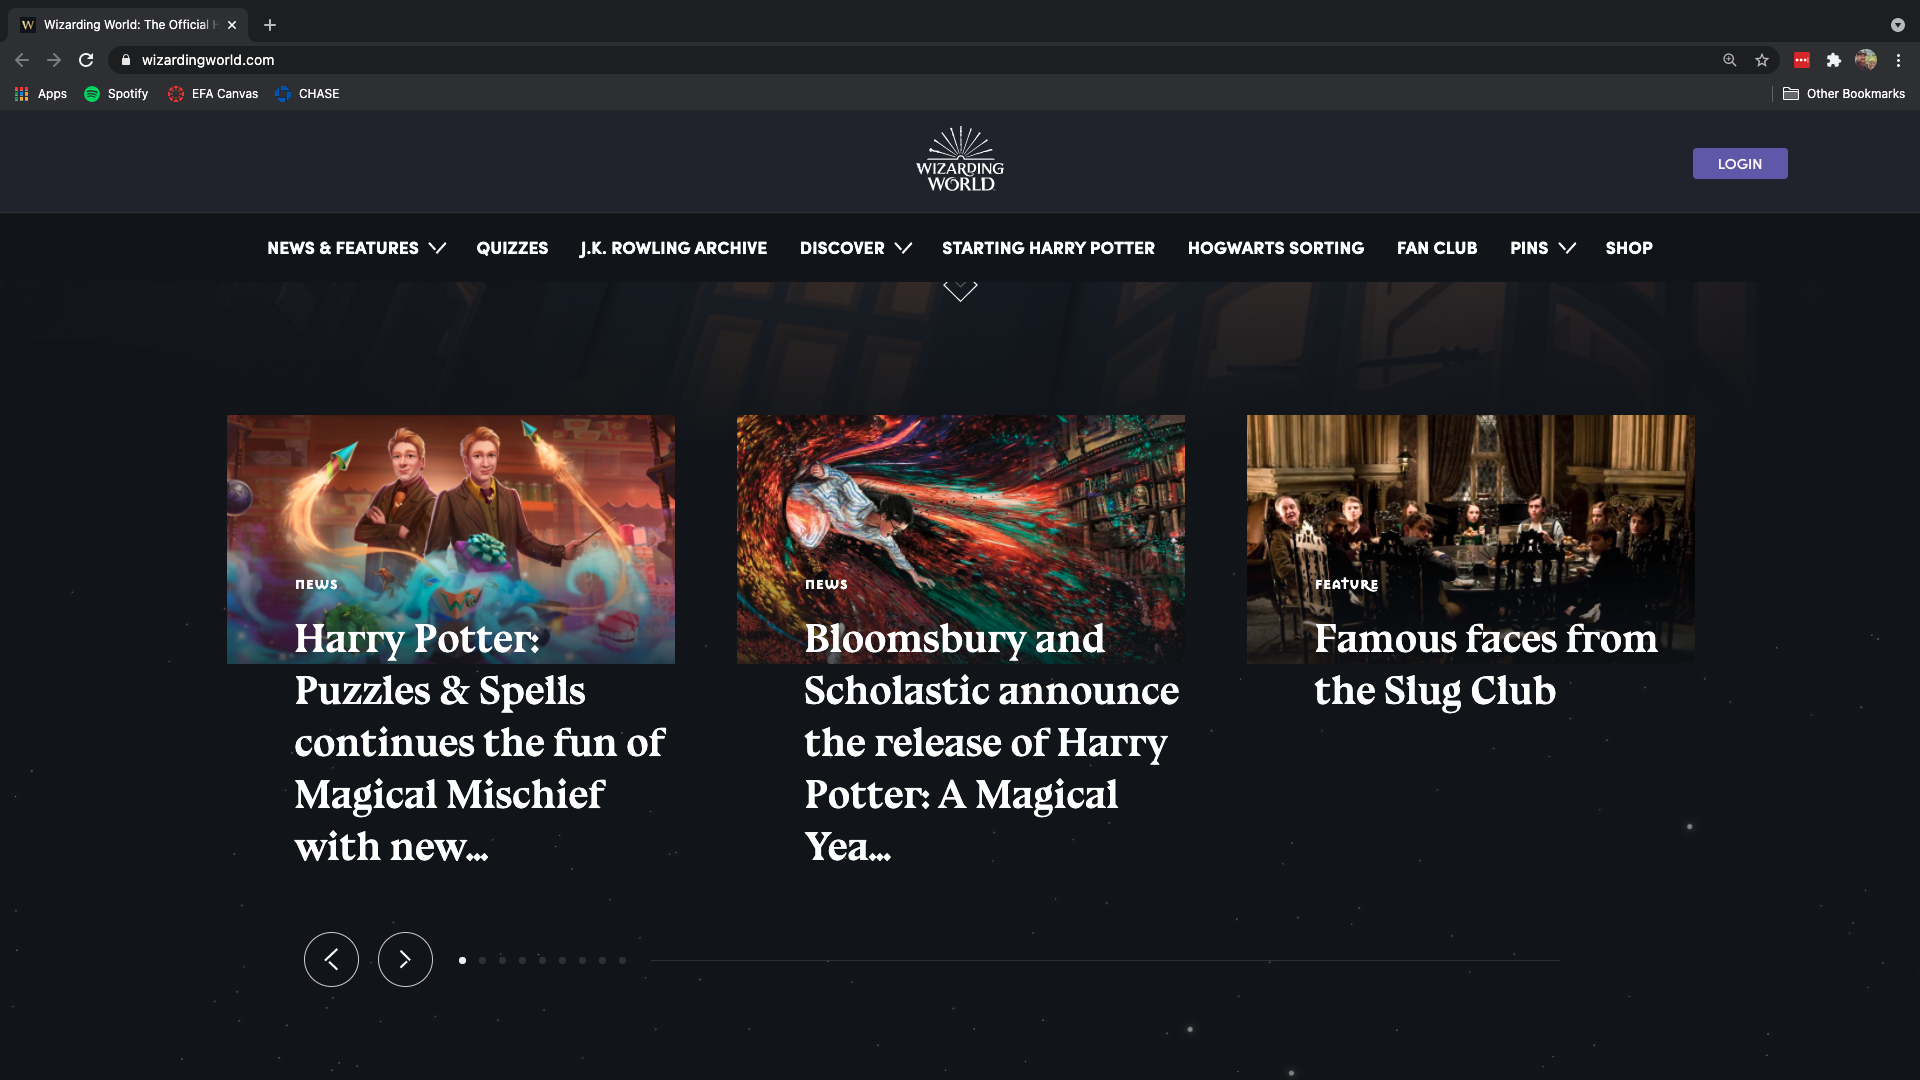 Wizarding World: The Official
wizardingworld.com
Apps
Spotify
EFA Canvas
CHASE
Other Bookmarks
WIZARDING
WORLD
LOGIN
NEWS & FEATURES
QUIZZES
J.K. ROWLING ARCHIVE
DISCOVER
STARTING HARRY POTTER
HOGWARTS SORTING
FAN CLUB
PINS
SHOP
NEWS
Harry Potter:
Puzzles & Spells
continues the fun of
Magical Mischief
with new...
NEWS
Bloomsbury and
Scholastic announce
the release of Harry
Potter: A Magical
Yea...
FEATURE
Famous faces from
the Slug Club